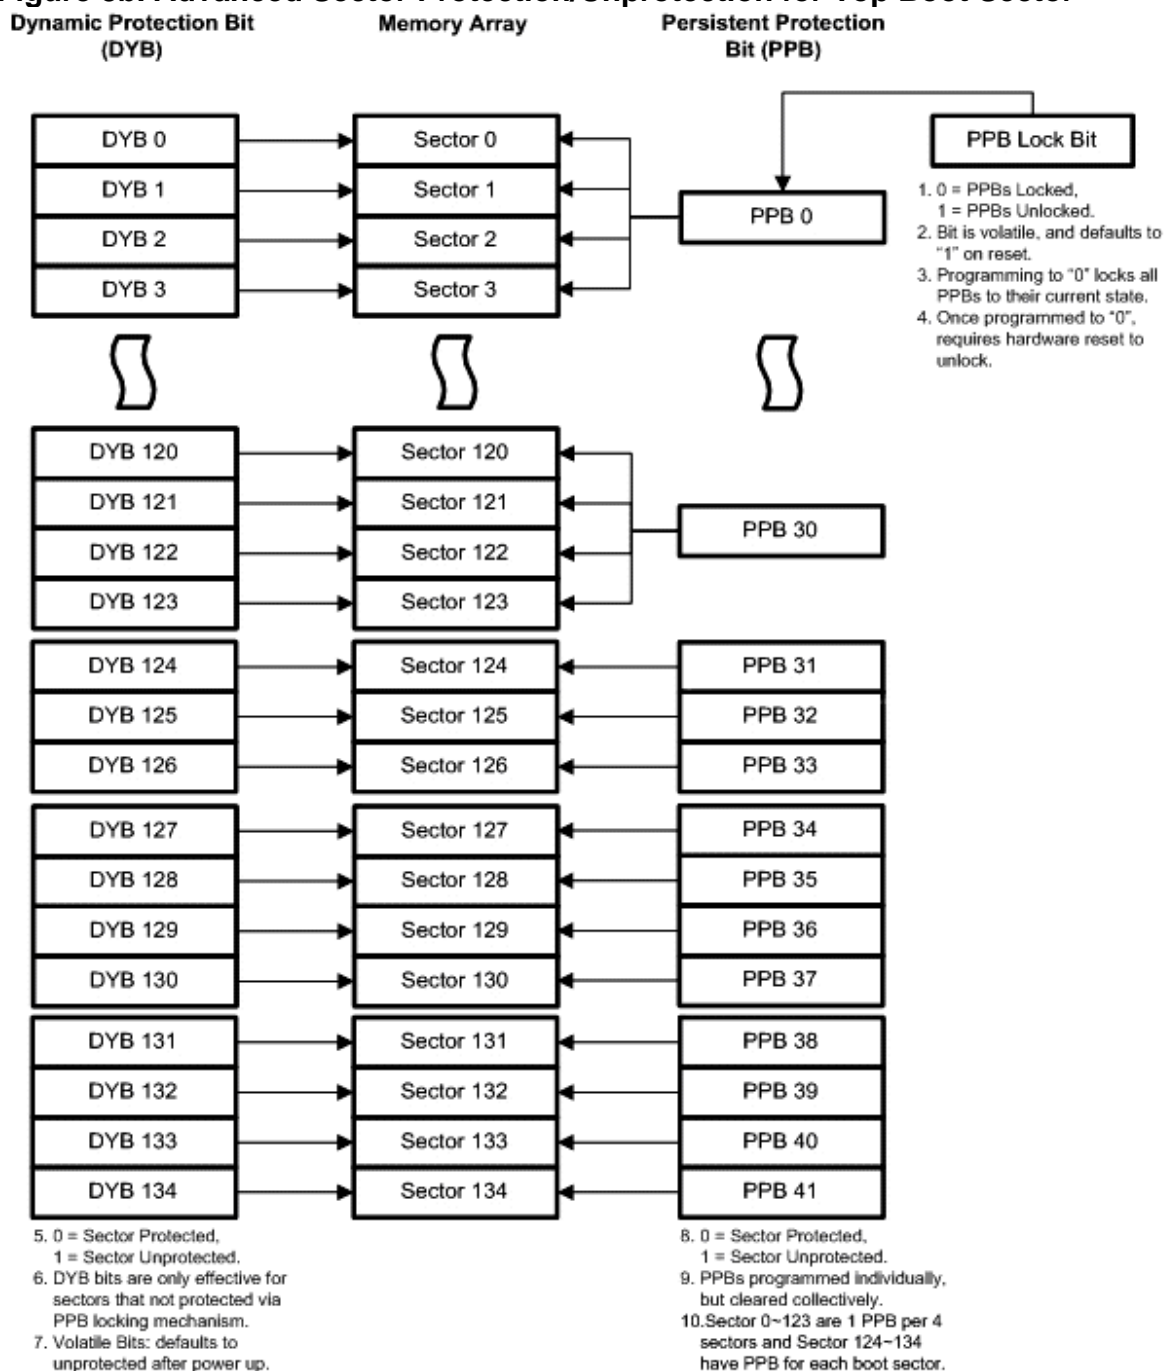 Figure 3b. Advanced Sector Protection/Unprotection for Top Boot Sector
Dynamic Protection Bit
(DYB)
Memory Array
Persistent Protection
Bit (PPB)
DYB 0
Sector 0
PPB Lock Bit
DYB 1
Sector 1
PPB 0
DYB 2
Sector 2
DYB 3
Sector 3
1. 0 = PPBs Locked,
1 = PPBs Unlocked.
2. Bit is volatile, and defaults to
"1" on reset.
3. Programming to "0" locks all
PPBs to their current state.
4. Once programmed to "0",
requires hardware reset to
unlock.
DYB 120
Sector 120
DYB 121
Sector 121
PPB 30
DYB 122
Sector 122
DYB 123
Sector 123
DYB 124
Sector 124
PPB 31
DYB 125
Sector 125
PPB 32
DYB 126
Sector 126
PPB 33
DYB 127
Sector 127
PPB 34
DYB 128
Sector 128
PPB 35
DYB 129
Sector 129
PPB 36
DYB 130
Sector 130
PPB 37
DYB 131
Sector 131
PPB 38
DYB 132
Sector 132
PPB 39
DYB 133
Sector 133
PPB 40
DYB 134
Sector 134
PPB 41
5. 0 = Sector Protected,
1 = Sector Unprotected.
6. DYB bits are only effective for
sectors that not protected via
PPB locking mechanism.
7. Volatile Bits: defaults to
unprotected after power up.
8. 0 = Sector Protected,
1 = Sector Unprotected.
9. PPBs programmed individually,
but cleared collectively.
10.Sector 0~123 are 1 PPB per 4
sectors and Sector 124~134
have PPB for each boot sector.